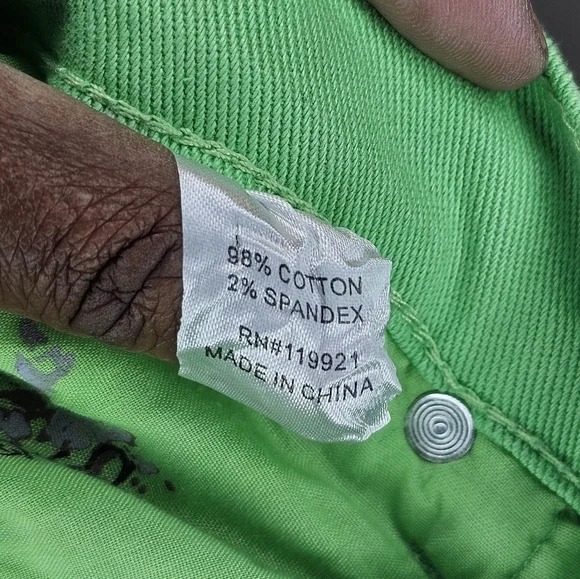 98% COTTON
2% SPANDEX
RN#119921
MADE IN CHINA